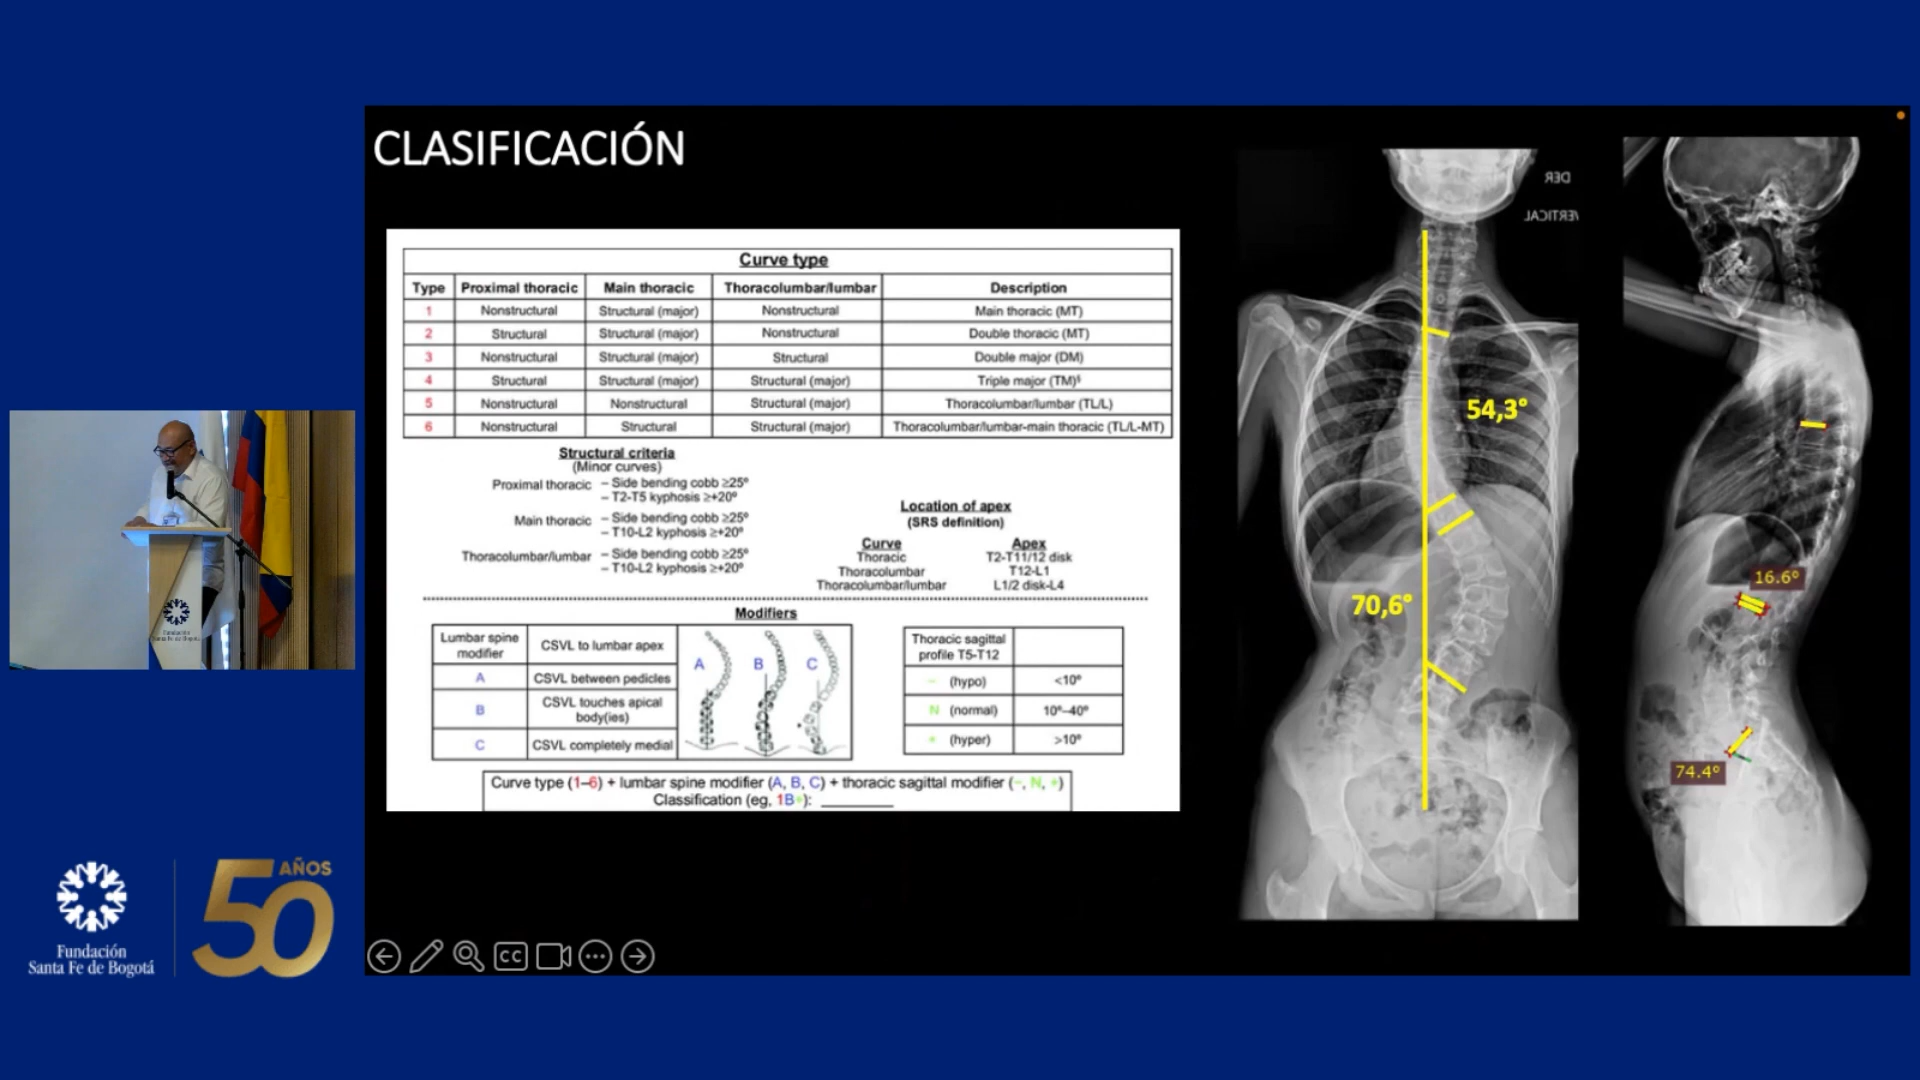 CLASIFICACIÓN
Curve type
Type Proximal thoracic Main thoracic Thoracolumbar/lumbar Description
1 Nonstructural Structural (major) Nonstructural Main thoracic (MT)
2 Structural Structural (major) Nonstructural Double thoracic (MT)
3 Nonstructural Structural (major) Structural Double major (DM)
4 Structural Structural (major) Structural (major) Triple major (TM)§
5 Nonstructural Nonstructural Structural (major) Thoracolumbar/lumbar (TL/L)
6 Nonstructural Structural Structural (major) Thoracolumbar/lumbar-main thoracic (TL/L-MT)
Structural criteria
(Minor curves)
Proximal thoracic – Side bending cobb ≥25º
– T2-T5 kyphosis ≥+20º
Main thoracic – Side bending cobb ≥25º
– T10-L2 kyphosis ≥+20º
Thoracolumbar/lumbar – Side bending cobb ≥25º
– T10-L2 kyphosis ≥+20º
Location of apex
(SRS definition)
Curve Apex
Thoracic T2-T11/12 disk
Thoracolumbar T12-L1
Thoracolumbar/lumbar L1/2 disk-L4
Modifiers
Lumbar spine modifier CSVL to lumbar apex
A CSVL between pedicles
B CSVL touches apical body(ies)
C CSVL completely medial
A B C
Thoracic sagittal profile T5-T12
- (hypo) <10º
N (normal) 10º–40º
+ (hyper) >10º
Curve type (1–6) + lumbar spine modifier (A, B, C) + thoracic sagittal modifier (–, N, +)
Classification (eg, 1B+): ________
DER
VERTICAL
54,3°
70,6°
16.6°
74.4°
CC
Fundación
Santa Fe de Bogotá
Fundación
Santa Fe de Bogotá
50 AÑOS